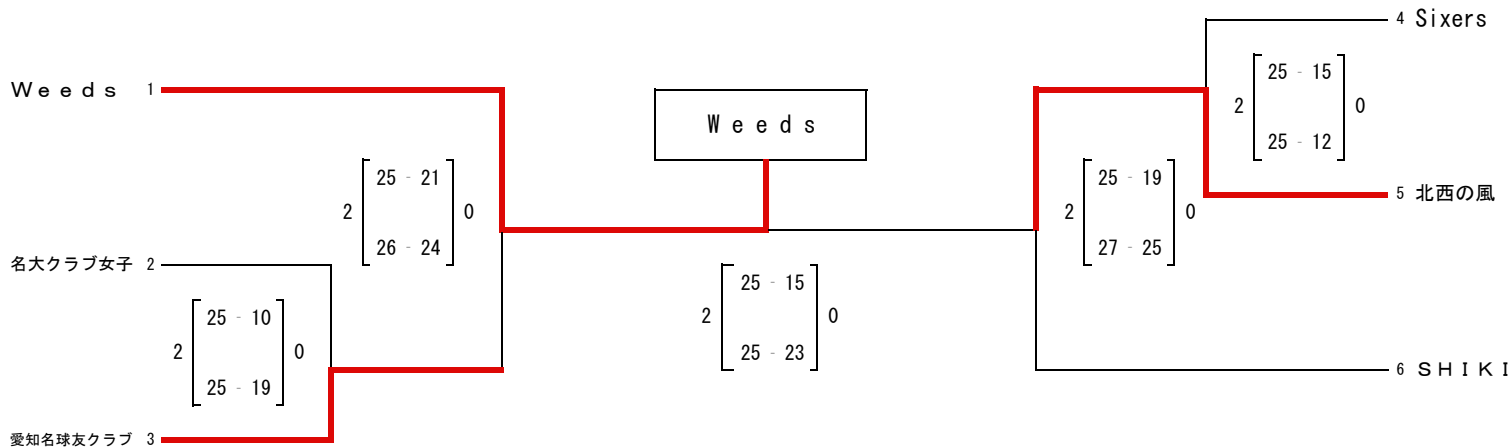 4 Sixers
25 - 15
2 0
25 - 12
Ｗｅｅｄｓ 1
Ｗｅｅｄｓ
25 - 21
2 0
26 - 24
25 - 19
2 0
27 - 25
5 北西の風
名大クラブ女子 2
25 - 10
2 0
25 - 19
25 - 15
2 0
25 - 23
6 ＳＨＩＫＩ
愛知名球友クラブ 3